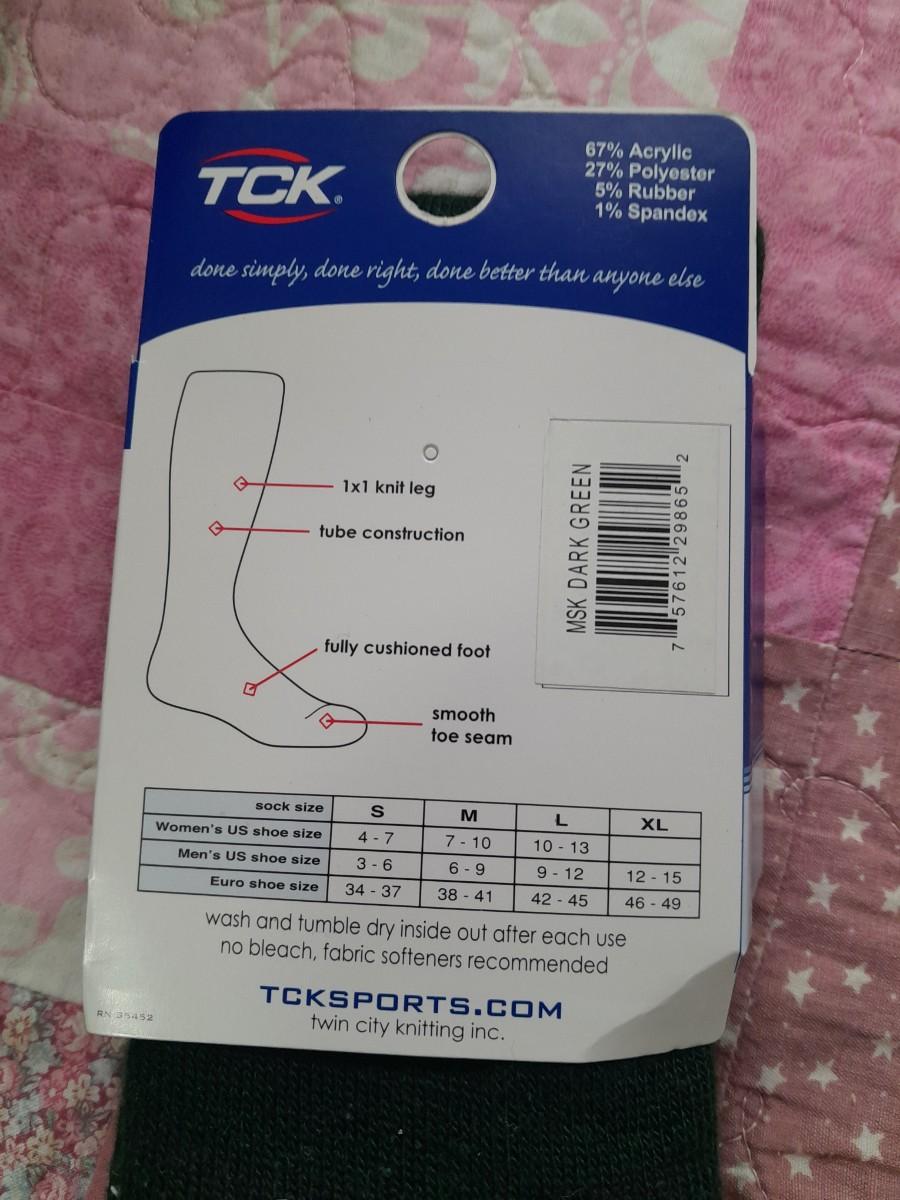 TCK®
67% Acrylic
27% Polyester
5% Rubber
1% Spandex
done simply, done right, done better than anyone else
1x1 knit leg
tube construction
fully cushioned foot
smooth
toe seam
MSK DARK GREEN
7 57612 29865 2
sock size S M L XL
Women's US shoe size 4 - 7 7 - 10 10 - 13
Men's US shoe size 3 - 6 6 - 9 9 - 12 12 - 15
Euro shoe size 34 - 37 38 - 41 42 - 45 46 - 49
wash and tumble dry inside out after each use
no bleach, fabric softeners recommended
TCKSPORTS.COM
twin city knitting inc.
RN 35452